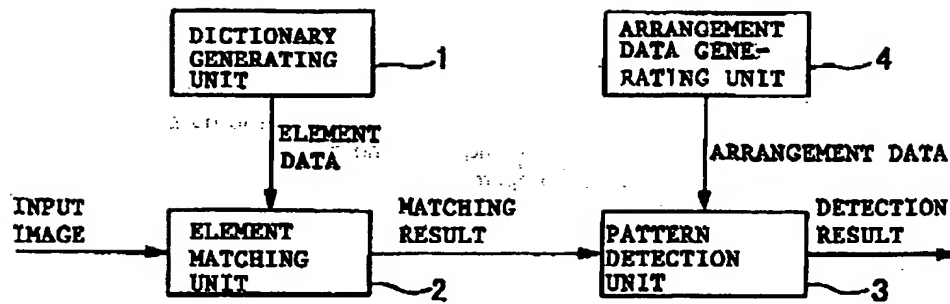 DICTIONARY
GENERATING
UNIT
1
ARRANGEMENT
DATA GENE-
RATING UNIT
4
ELEMENT
DATA
ARRANGEMENT DATA
INPUT
IMAGE
ELEMENT
MATCHING
UNIT
2
MATCHING
RESULT
PATTERN
DETECTION
UNIT
3
DETECTION
RESULT